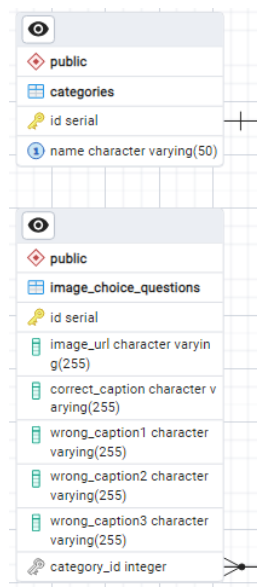 public
categories
id serial
name character varying(50)
public
image_choice_questions
id serial
image_url character varyin
g(255)
correct_caption character v
arying(255)
wrong_caption1 character
varying(255)
wrong_caption2 character
varying(255)
wrong_caption3 character
varying(255)
category_id integer